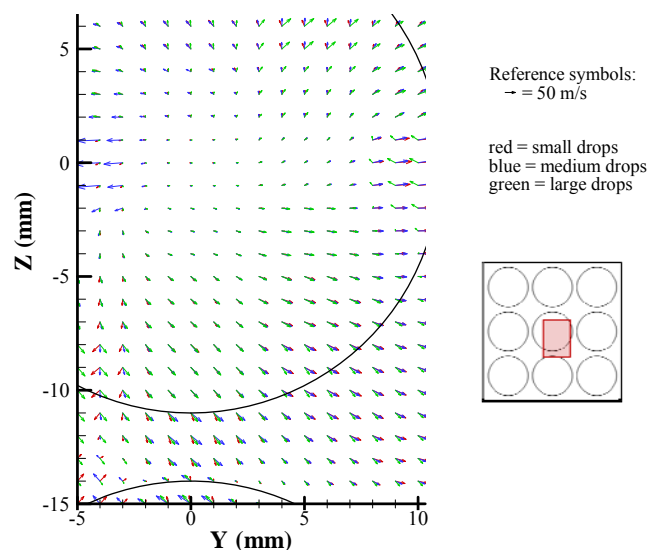 5
0
-5
-10
-15
Z (mm)
-5
0
5
10
Y (mm)
Reference symbols:
= 50 m/s
red = small drops
blue = medium drops
green = large drops